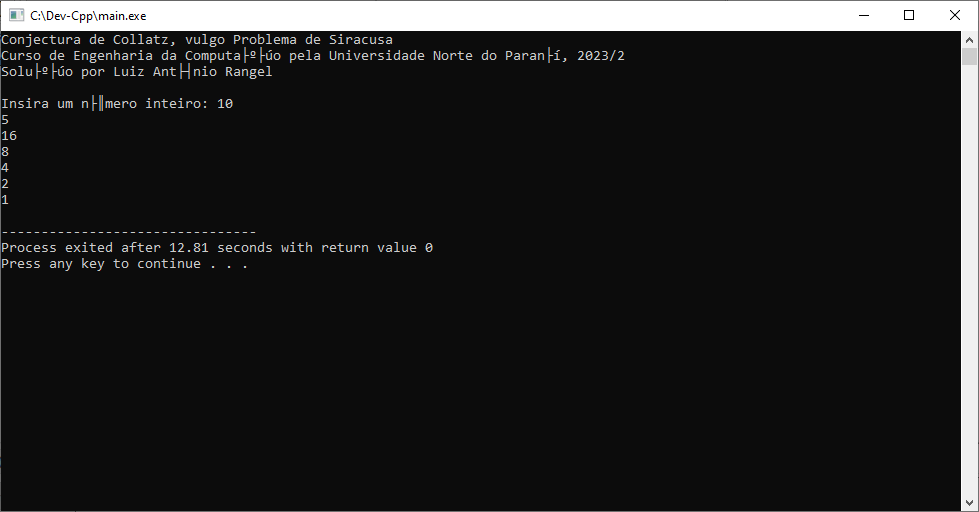 C:\Dev-Cpp\main.exe
Conjectura de Collatz, vulgo Problema de Siracusa
Curso de Engenharia da Computa├º├úo pela Universidade Norte do Paran├í, 2023/2
Solu├º├úo por Luiz Ant├┤nio Rangel
Insira um n├║mero inteiro: 10
5
16
8
4
2
1
--------------------------------
Process exited after 12.81 seconds with return value 0
Press any key to continue . . .